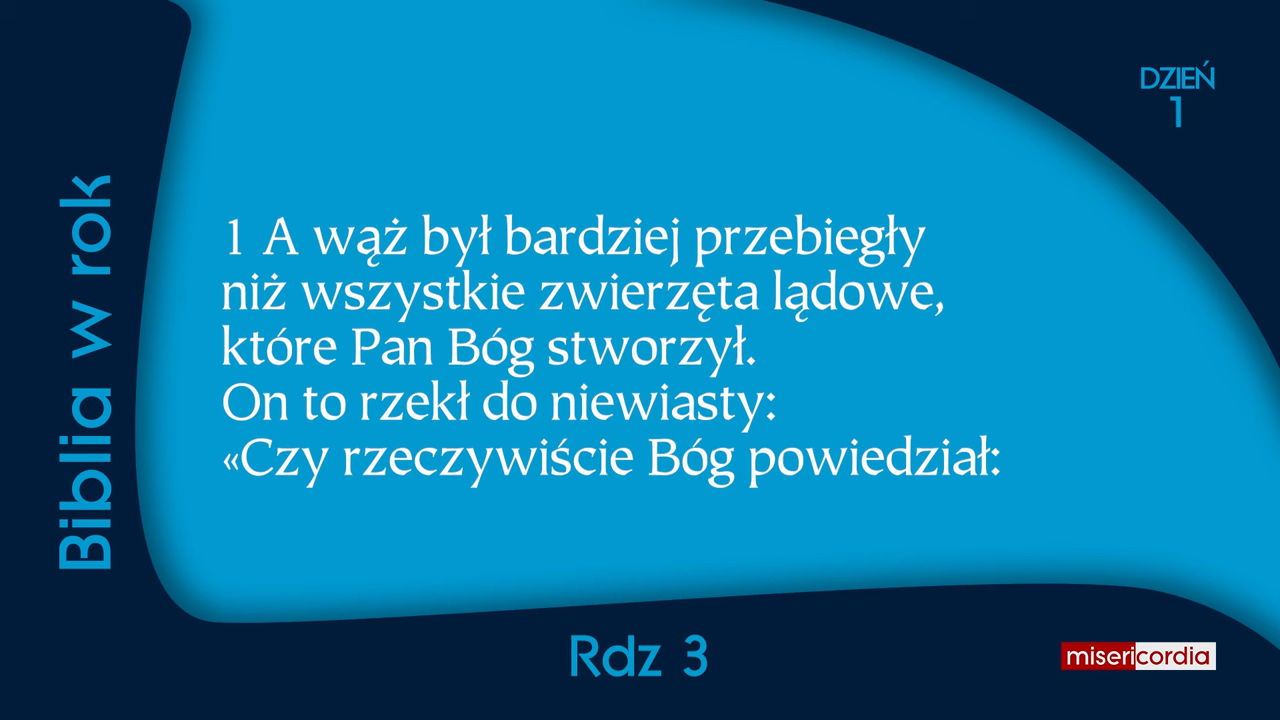 DZIEŃ
1
Biblia w rok
1 A wąż był bardziej przebiegły
niż wszystkie zwierzęta lądowe,
które Pan Bóg stworzył.
On to rzekł do niewiasty:
«Czy rzeczywiście Bóg powiedział:
Rdz 3
misericordia